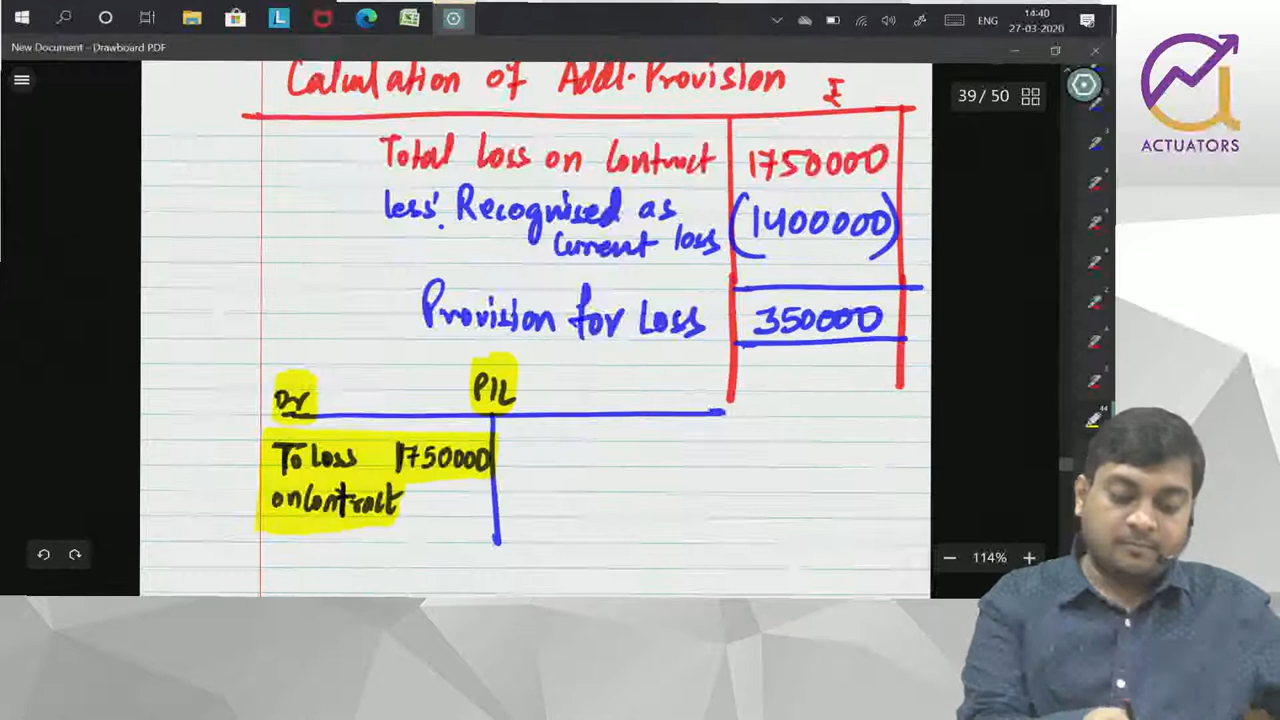 14:40
ENG
27-03-2020
New Document - Drawboard PDF
Calculation of Addl. Provision ₹
39 / 50
ACTUATORS
Total Loss on Contract 1750000
less: Recognised as (1400000)
Current loss
Provision for Loss 350000
Dr P/L
To Loss 1750000
on Contract
114%